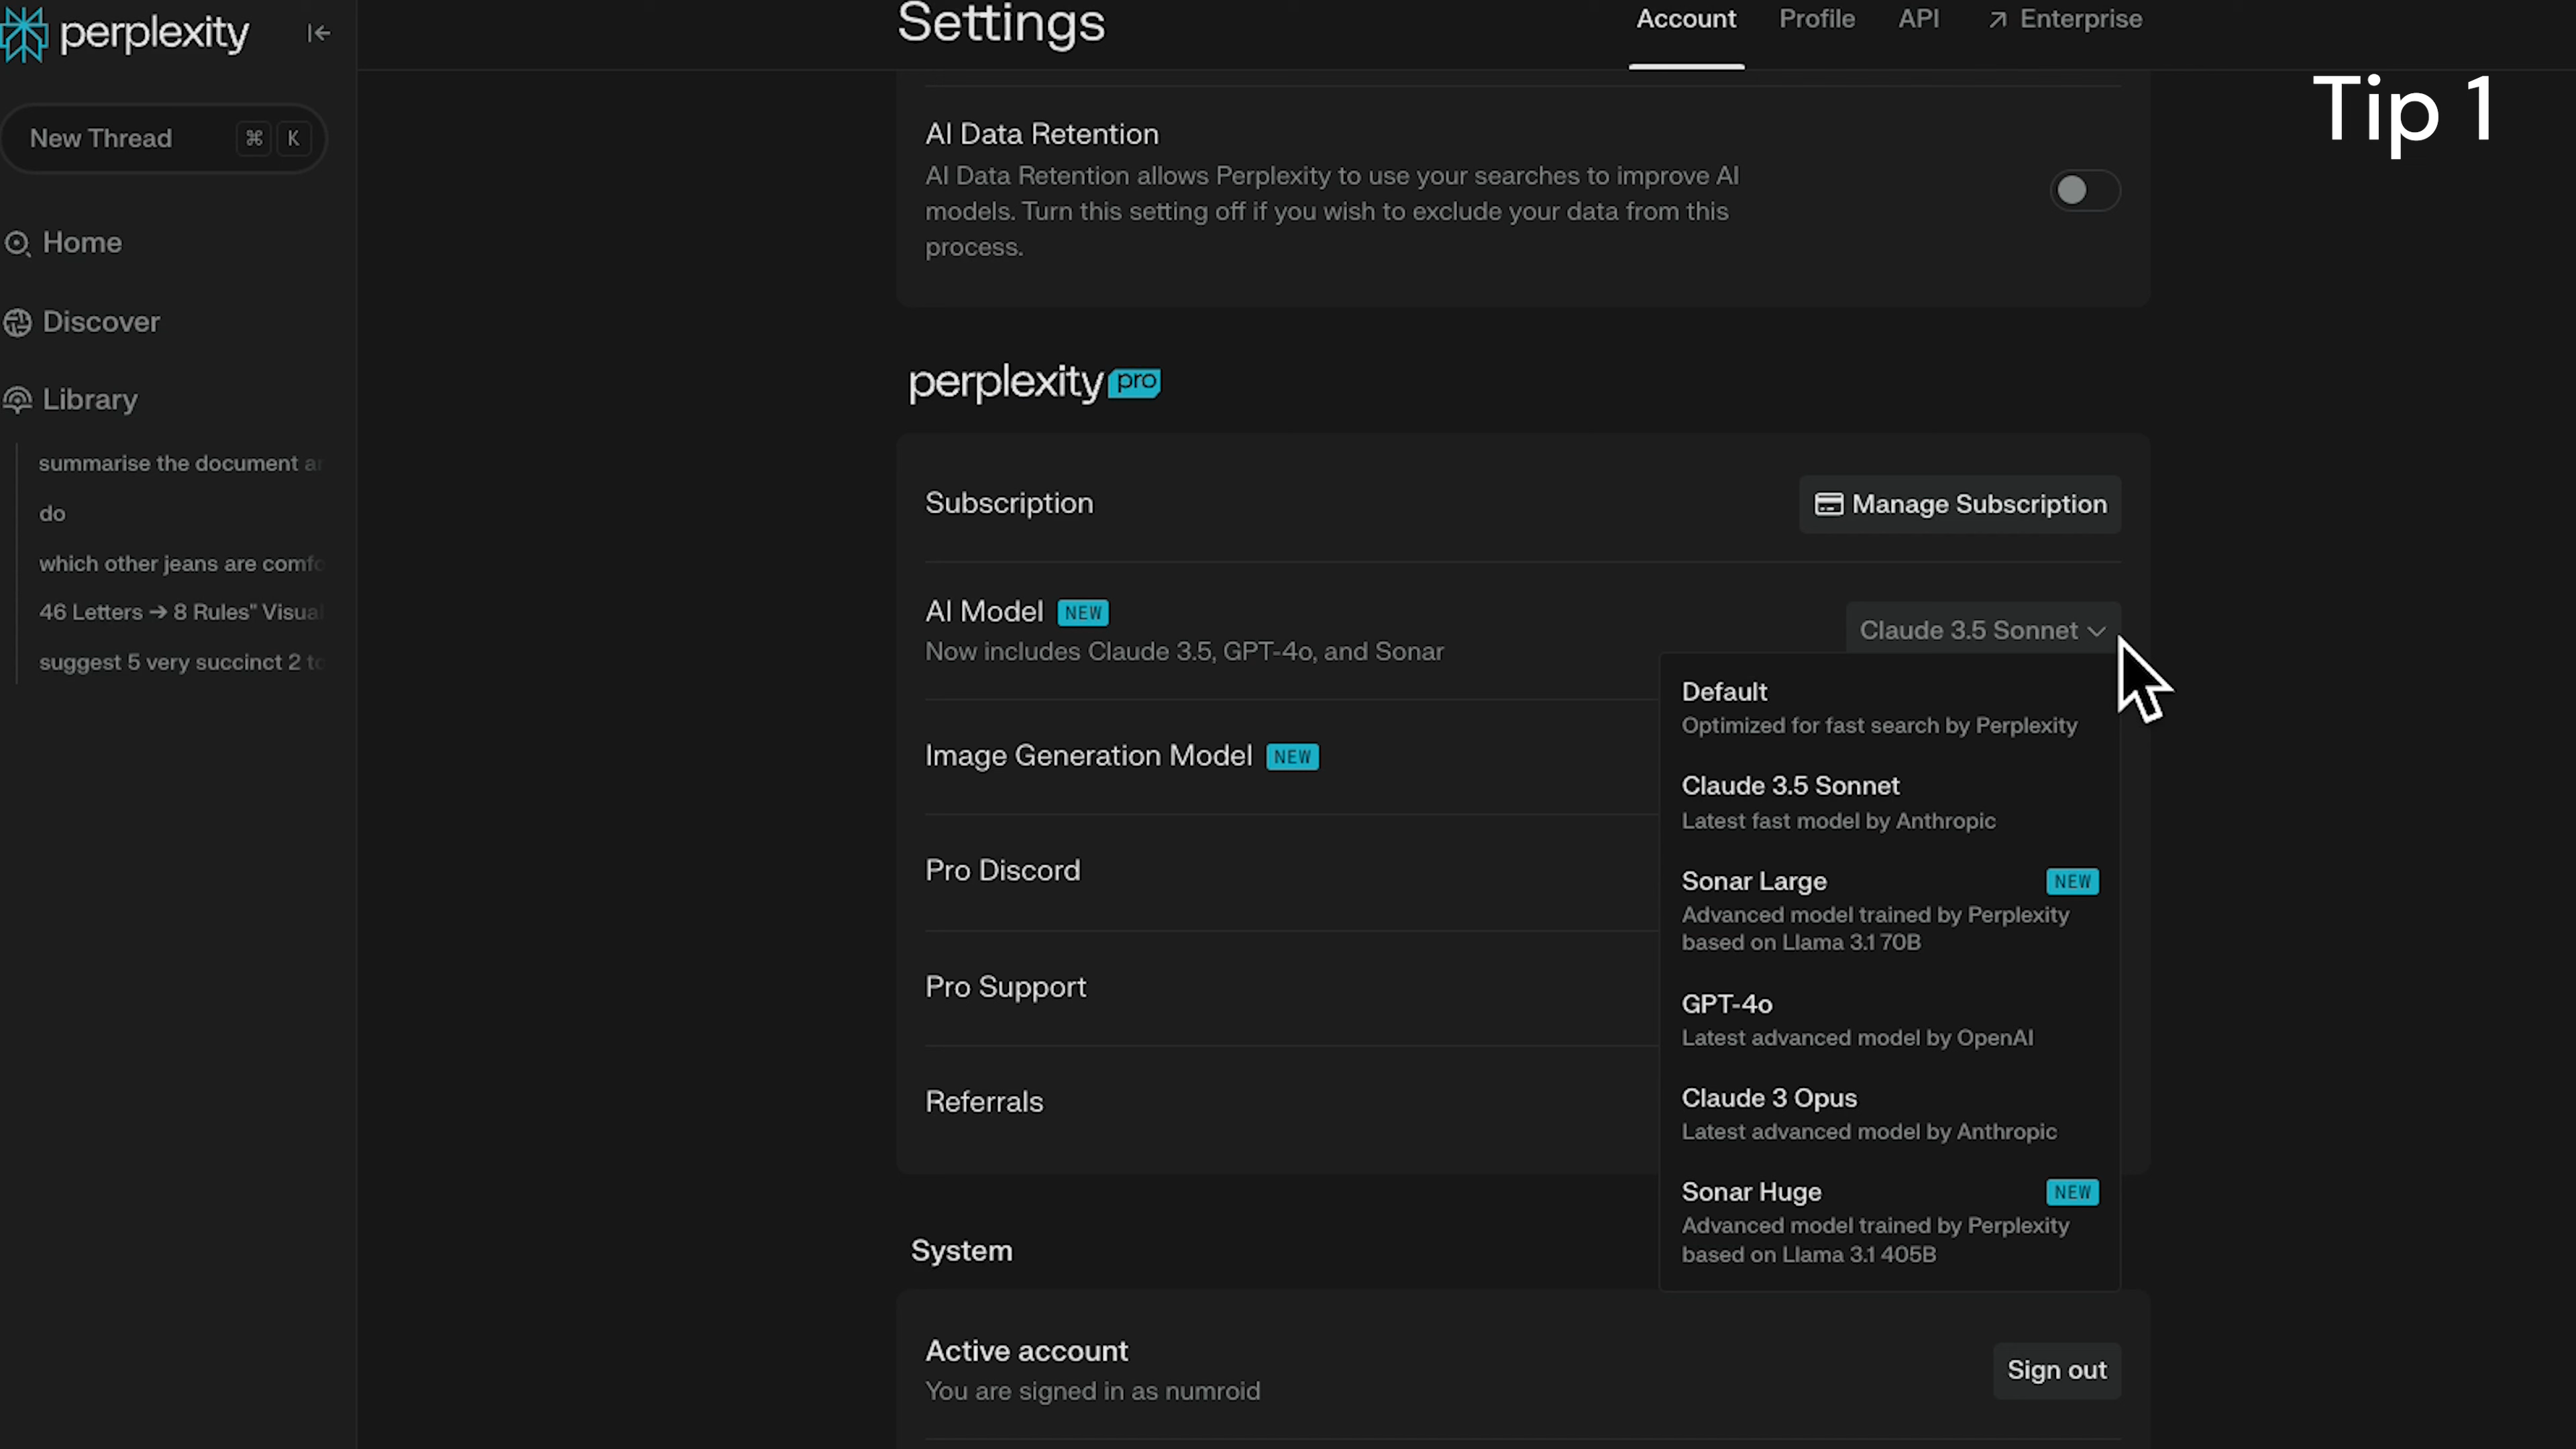 perplexity
New Thread ⌘ K
Home
Discover
Library
summarise the document
do
which other jeans are
46 Letters → 8 Rules" Visual
suggest 5 very succinct 2
Settings
Account Profile API ↗ Enterprise
Tip 1
AI Data Retention
AI Data Retention allows Perplexity to use your searches to improve AI
models. Turn this setting off if you wish to exclude your data from this
process.
perplexity pro
Subscription
Manage Subscription
AI Model NEW
Now includes Claude 3.5, GPT-4o, and Sonar
Claude 3.5 Sonnet
Default
Optimized for fast search by Perplexity
Claude 3.5 Sonnet
Latest fast model by Anthropic
Sonar Large NEW
Advanced model trained by Perplexity
based on Llama 3.1 70B
GPT-4o
Latest advanced model by OpenAI
Claude 3 Opus
Latest advanced model by Anthropic
Sonar Huge NEW
Advanced model trained by Perplexity
based on Llama 3.1 405B
Image Generation Model NEW
Pro Discord
Pro Support
Referrals
System
Active account
You are signed in as numroid
Sign out